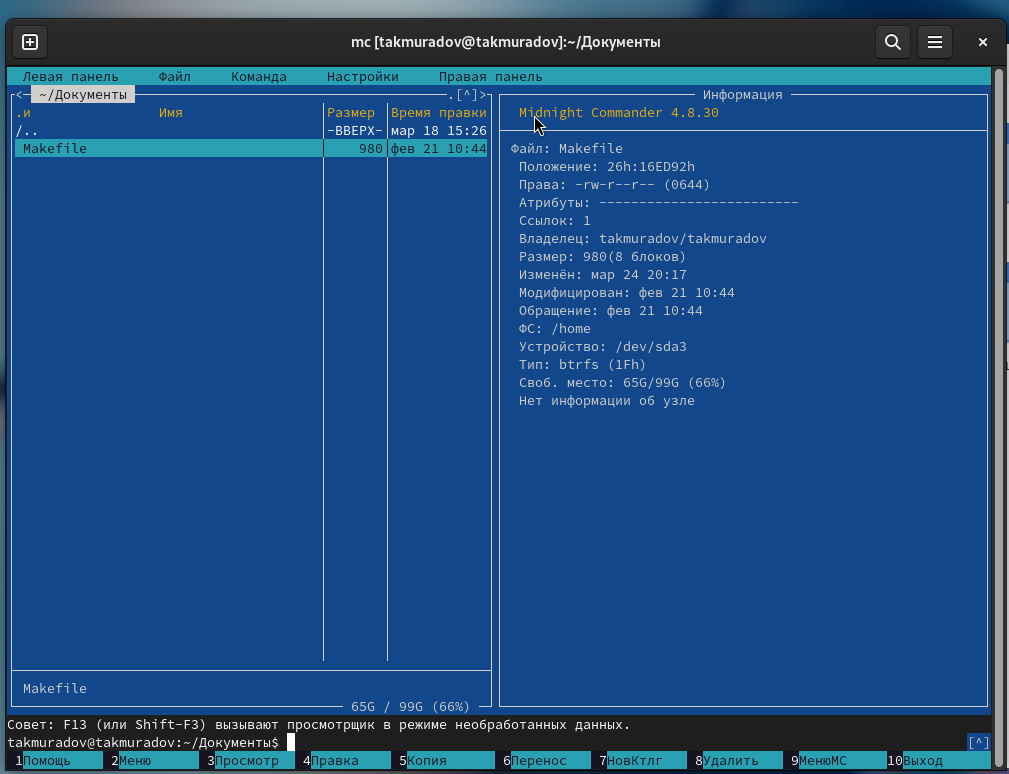 mc [takmuradov@takmuradov]:~/Документы
Левая панель Файл Команда Настройки Правая панель
<─ ~/Документы .[^]>
.и Имя Размер Время правки
/.. -ВВЕРХ- мар 18 15:26
Makefile 980 фев 21 10:44
Makefile
65G / 99G (66%)
Информация
Midnight Commander 4.8.30
Файл: Makefile
Положение: 26h:16ED92h
Права: -rw-r--r-- (0644)
Атрибуты: -------------------------
Ссылок: 1
Владелец: takmuradov/takmuradov
Размер: 980(8 блоков)
Изменён: мар 24 20:17
Модифицирован: фев 21 10:44
Обращение: фев 21 10:44
ФС: /home
Устройство: /dev/sda3
Тип: btrfs (1Fh)
Своб. место: 65G/99G (66%)
Нет информации об узле
Совет: F13 (или Shift-F3) вызывают просмотрщик в режиме необработанных данных.
takmuradov@takmuradov:~/Документы$ [^]
1Помощь 2Меню 3Просмотр 4Правка 5Копия 6Перенос 7НовКтлг 8Удалить 9МенюМС 10Выход